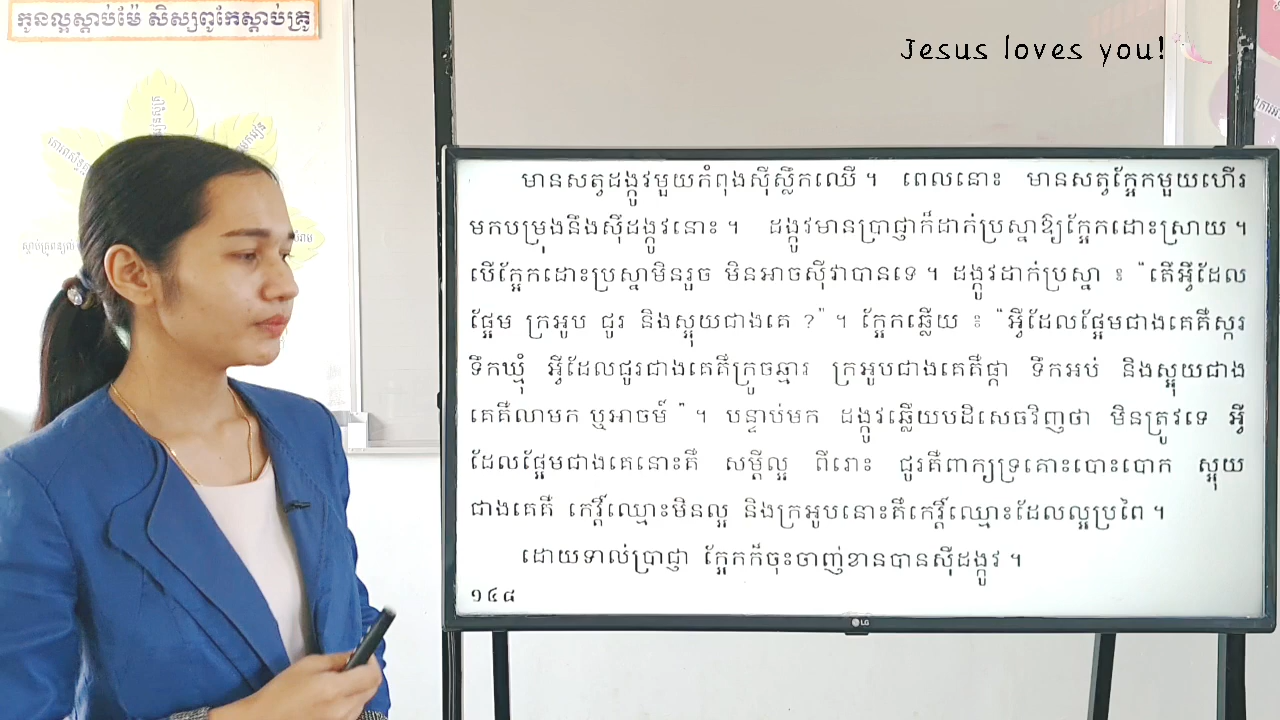 កូនល្អស្ដាប់ម៉ែ សិស្សពូកែស្ដាប់គ្រូ
Jesus loves you!
មានសត្វដង្កូវមួយកំពុងស៊ីស្លឹកឈើ ។ ពេលនោះ មានសត្វក្អែកមួយហើរ
មកបម្រុងនឹងស៊ីដង្កូវនោះ ។ ដង្កូវមានប្រាជ្ញាក៏ដាក់ប្រស្នាឱ្យក្អែកដោះស្រាយ ។
បើក្អែកដោះប្រស្នាមិនរួច មិនអាចស៊ីវាបានទេ ។ ដង្កូវដាក់ប្រស្នា ៖ "តើអ្វីដែល
ផ្អែម ក្រអូប ជូរ និងស្អុយជាងគេ ?" ។ ក្អែកឆ្លើយ ៖ "អ្វីដែលផ្អែមជាងគេគឺស្ករ
ទឹកឃ្មុំ អ្វីដែលជូរជាងគេគឺក្រូចឆ្មារ ក្រអូបជាងគេគឺផ្កា ទឹកអប់ និងស្អុយជាង
គេគឺលាមក ឬអាចម៍ " ។ បន្ទាប់មក ដង្កូវឆ្លើយបដិសេធវិញថា មិនត្រូវទេ អ្វី
ដែលផ្អែមជាងគេនោះគឺ សម្ដីល្អ ពីរោះ ជូរគឺពាក្យទ្រគោះបោះបោក ស្អុយ
ជាងគេគឺ កេរ្តិ៍ឈ្មោះមិនល្អ និងក្រអូបនោះគឺកេរ្តិ៍ឈ្មោះដែលល្អប្រពៃ ។
ដោយទាល់ប្រាជ្ញា ក្អែកក៏ចុះចាញ់ខានបានស៊ីដង្កូវ ។
១៤៨
LG